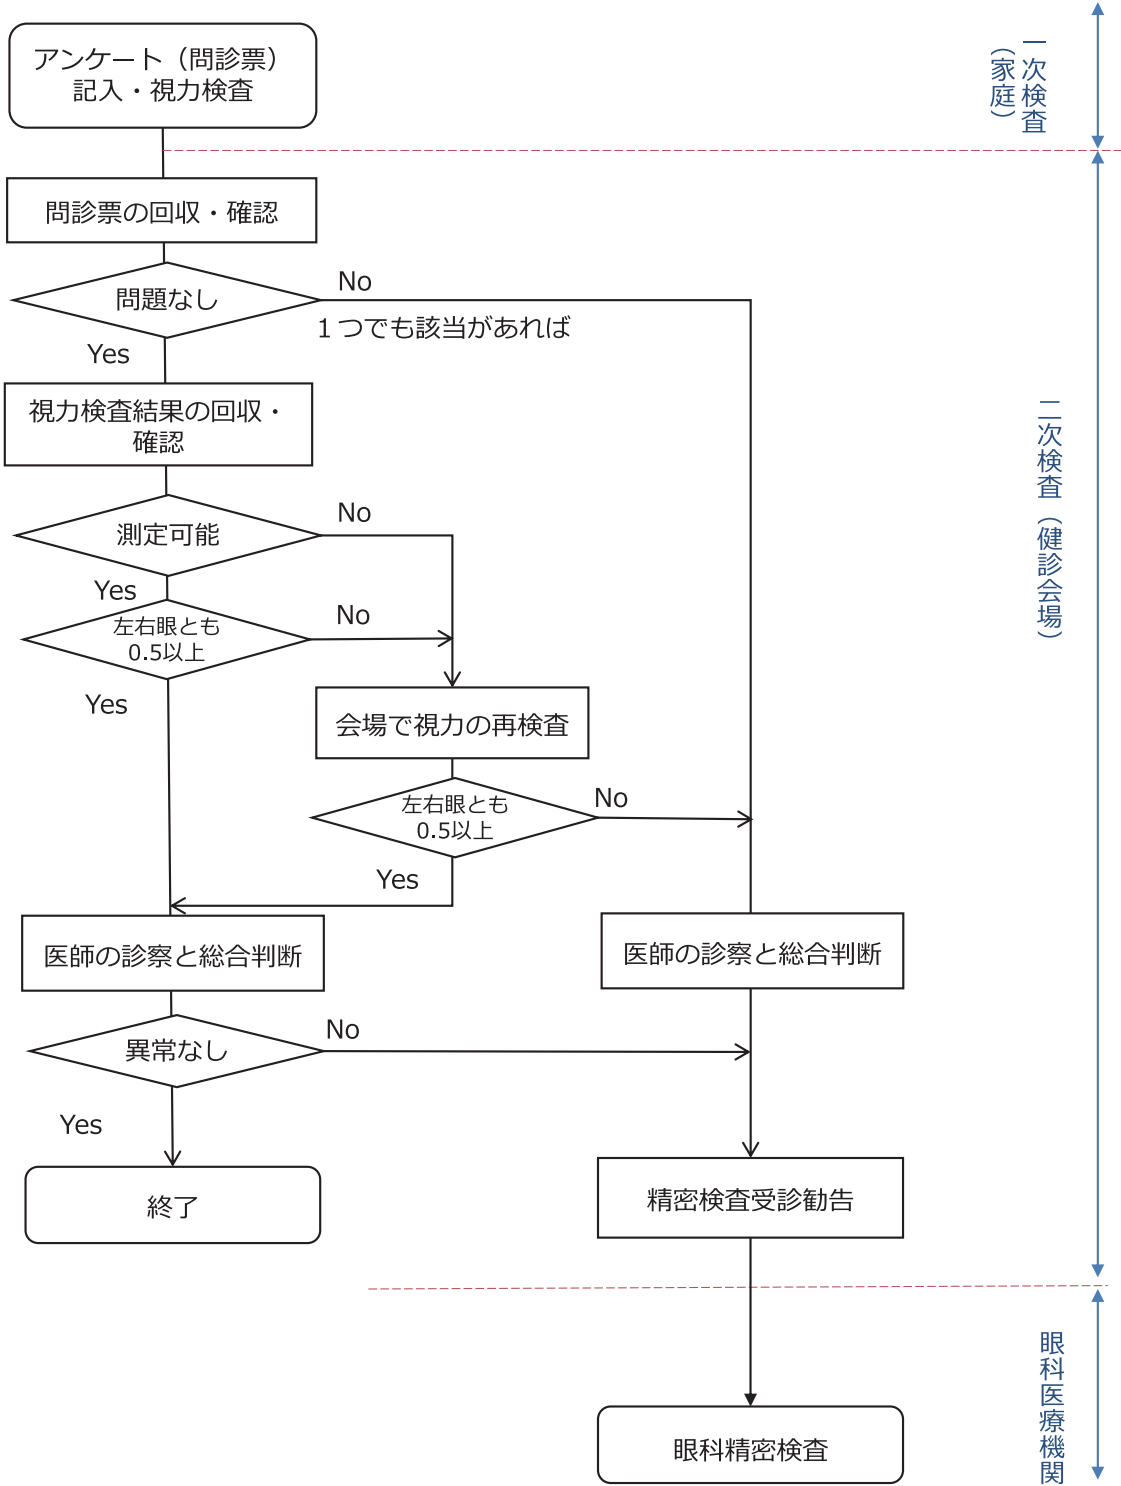 アンケート（問診票）
記入・視力検査
一次検査
（家庭）
問診票の回収・確認
問題なし
No
１つでも該当があれば
Yes
視力検査結果の回収・
確認
二次検査（健診会場）
測定可能
No
Yes
左右眼とも
0.5以上
No
Yes
会場で視力の再検査
左右眼とも
0.5以上
No
Yes
医師の診察と総合判断
医師の診察と総合判断
異常なし
No
Yes
終了
精密検査受診勧告
眼科医療機関
眼科精密検査